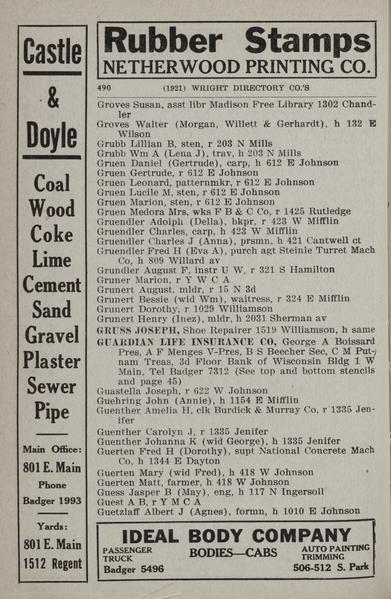 Castle
&
Doyle
Coal
Wood
Coke
Lime
Cement
Sand
Gravel
Plaster
Sewer
Pipe
Main Office:
801 E. Main
Phone
Badger 1993
Yards:
801 E. Main
1512 Regent
Rubber Stamps
NETHERWOOD PRINTING CO.
490 (1921) WRIGHT DIRECTORY CO.'S
Groves Susan, asst libr Madison Free Library 1302 Chand-
ler
Groves Walter (Morgan, Willett & Gerhardt), h 132 E
Wilson
Grubb Lillian B, sten, r 203 N Mills
Grubb Wm A (Lena J), trav, h 203 N Mills
Gruen Daniel (Gertrude), carp, h 612 E Johnson
Gruen Gertrude, r 612 E Johnson
Gruen Leonard, patternmkr, r 612 E Johnson
Gruen Lucile M, sten, r 612 E Johnson
Gruen Marion, sten, r 612 E Johnson
Gruen Medora Mrs, wks F B & C Co, r 1425 Rutledge
Gruendler Adolph (Della), bkpr, r 423 W Mifflin
Gruendler Charles, carp, h 423 W Mifflin
Gruendler Charles J (Anna), prsmn, h 421 Cantwell ct
Gruendler Fred H (Eva A), purch agt Steinle Turret Mach
Co, h 809 Willard av
Grundler August F, instr U W, r 321 S Hamilton
Gruner Marion, r Y W C A
Grunert August, mldr, r 15 N 3d
Grunert Bessie (wid Wm), waitress, r 324 E Mifflin
Grunert Dorothy, r 1029 Williamson
Grunert Henry (Inez), mldr, h 2031 Sherman av
GRUSS JOSEPH, Shoe Repairer 1519 Williamson, h same
GUARDIAN LIFE INSURANCE CO, George A Boissard
Pres, A F Menges V-Pres, B S Beecher Sec, C M Put-
nam Treas, 3d Floor Bank of Wisconsin Bldg 1 W
Main, Tel Badger 7312 (See top and bottom stencils
and page 45)
Guastella Joseph, r 622 W Johnson
Guehring John (Annie), h 1154 E Mifflin
Guenther Amelia H, clk Burdick & Murray Co, r 1335 Jen-
ifer
Guenther Carolyn J, r 1335 Jenifer
Guenther Johanna K (wid George), h 1335 Jenifer
Guerten Fred H (Dorothy), supt National Concrete Mach
Co, h 1344 E Dayton
Guerten Mary (wid Fred), h 418 W Johnson
Guerten Matt, farmer, h 418 W Johnson
Guess Jasper B (May), eng, h 117 N Ingersoll
Guest A B, r Y M C A
Guetzlaff Albert J (Agnes), formn, h 1010 E Johnson
IDEAL BODY COMPANY
PASSENGER
TRUCK
BODIES—CABS
AUTO PAINTING
TRIMMING
Badger 5496
506-512 S. Park